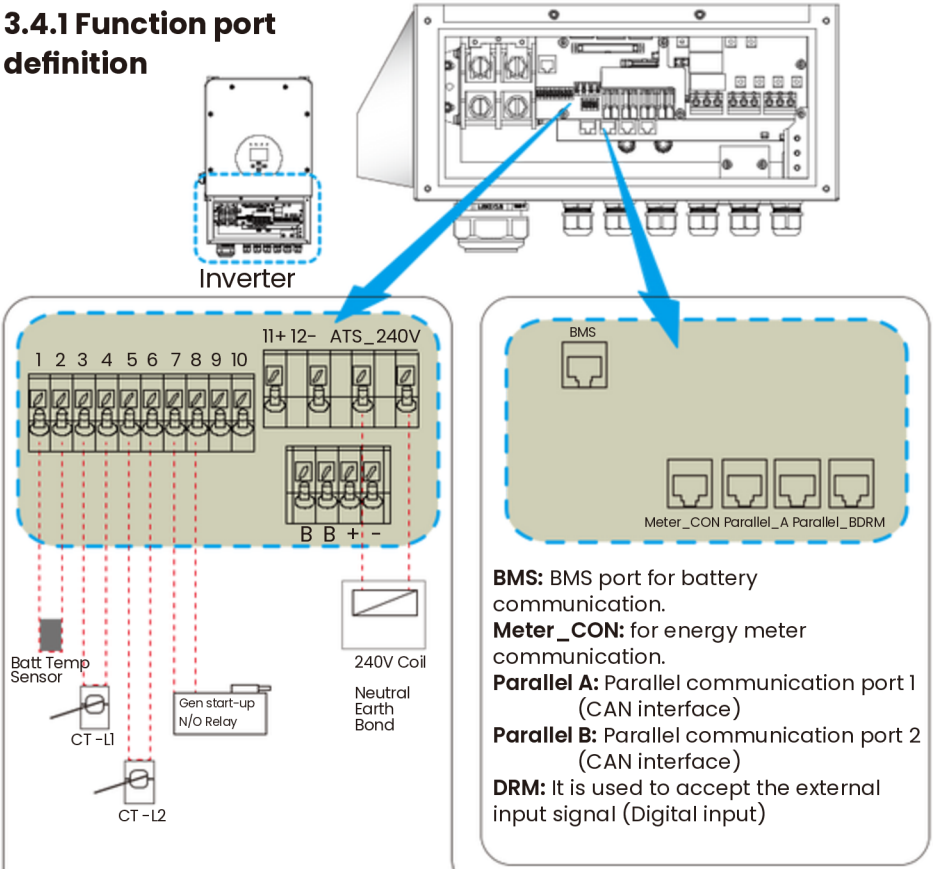 3.4.1 Function port
definition
Inverter
11+ 12- ATS_240V
1 2 3 4 5 6 7 8 9 10
B B + -
Batt Temp
Sensor
CT -L1
CT -L2
Gen start-up
N/O Relay
240V Coil
Neutral
Earth
Bond
BMS
Meter_CON Parallel_A Parallel_BDRM
BMS: BMS port for battery
communication.
Meter_CON: for energy meter
communication.
Parallel A: Parallel communication port 1
(CAN interface)
Parallel B: Parallel communication port 2
(CAN interface)
DRM: It is used to accept the external
input signal (Digital input)